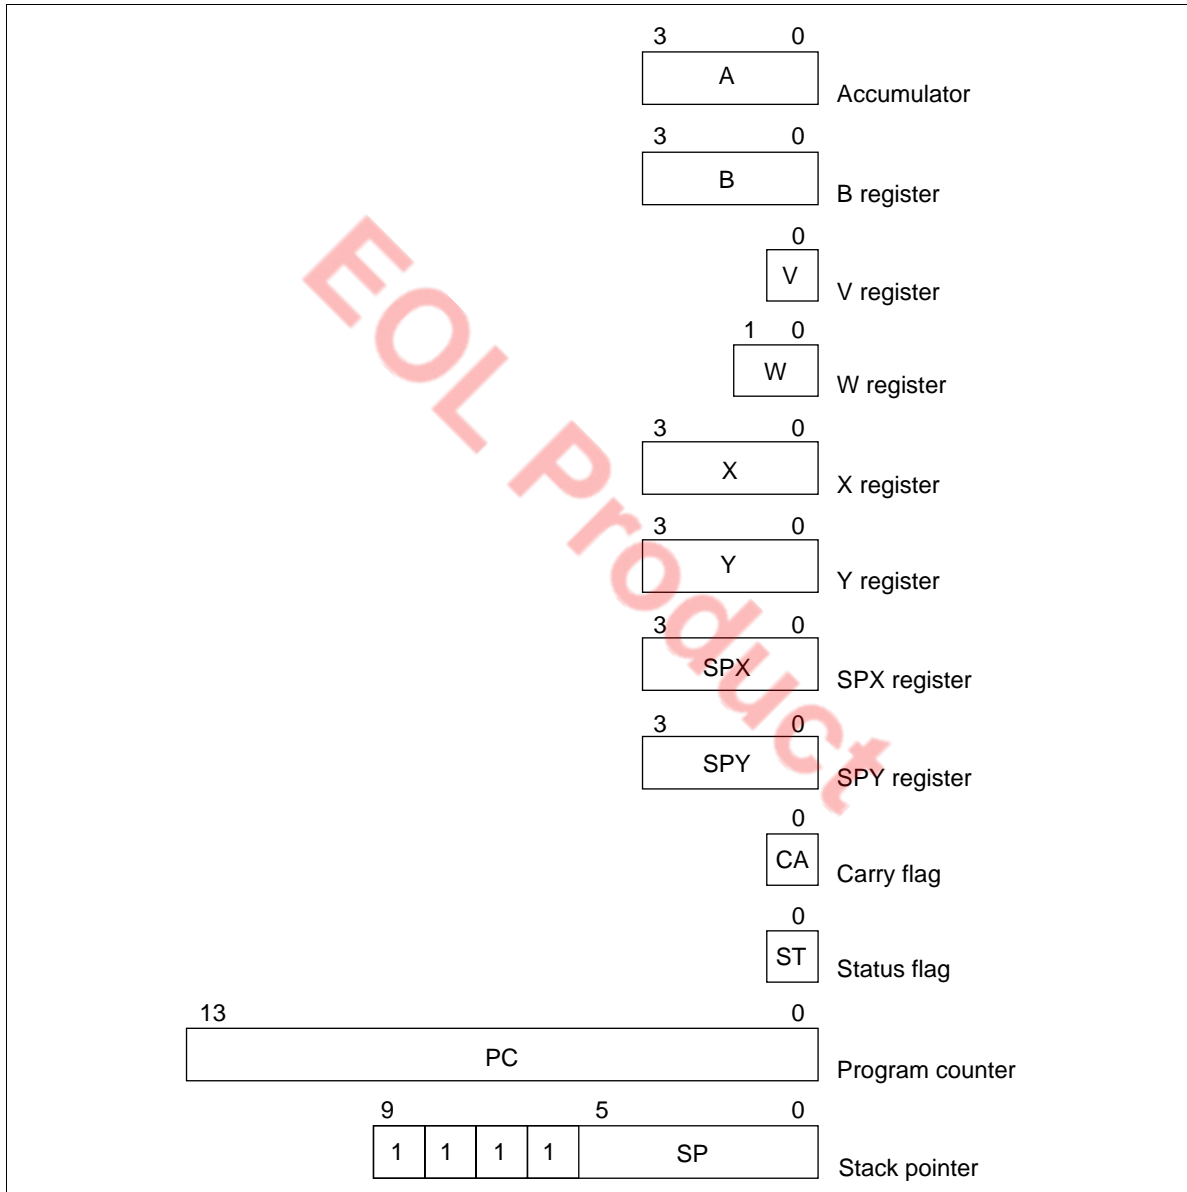 3 0
A
Accumulator
3 0
B
B register
0
V
V register
1 0
W
W register
3 0
X
X register
3 0
Y
Y register
3 0
SPX
SPX register
3 0
SPY
SPY register
0
CA
Carry flag
0
ST
Status flag
13 0
PC
Program counter
9 5 0
1 1 1 1 SP
Stack pointer
EOL Product